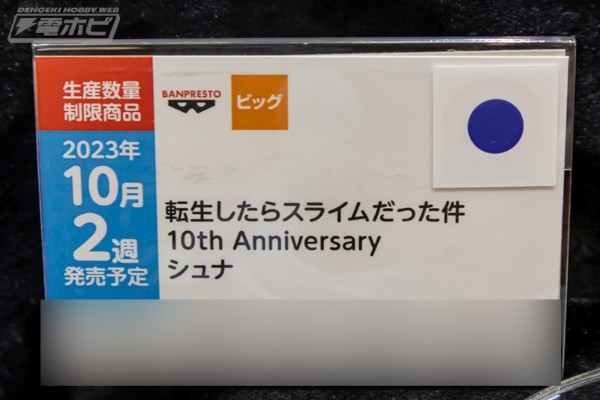 DENGEKI HOBBY WEB
電ホビ
生産数量
制限商品
BANPRESTO
ビッグ
2023年
10月
2週
発売予定
転生したらスライムだった件
10th Anniversary
シュナ